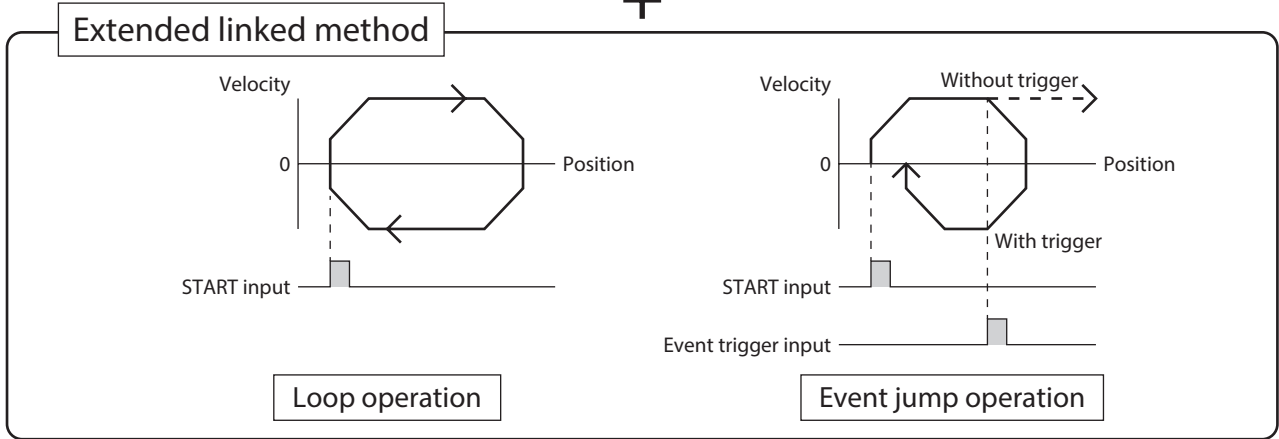 Extended linked method
Velocity
0
Position
START input
Loop operation
Velocity
Without trigger
0
Position
With trigger
START input
Event trigger input
Event jump operation